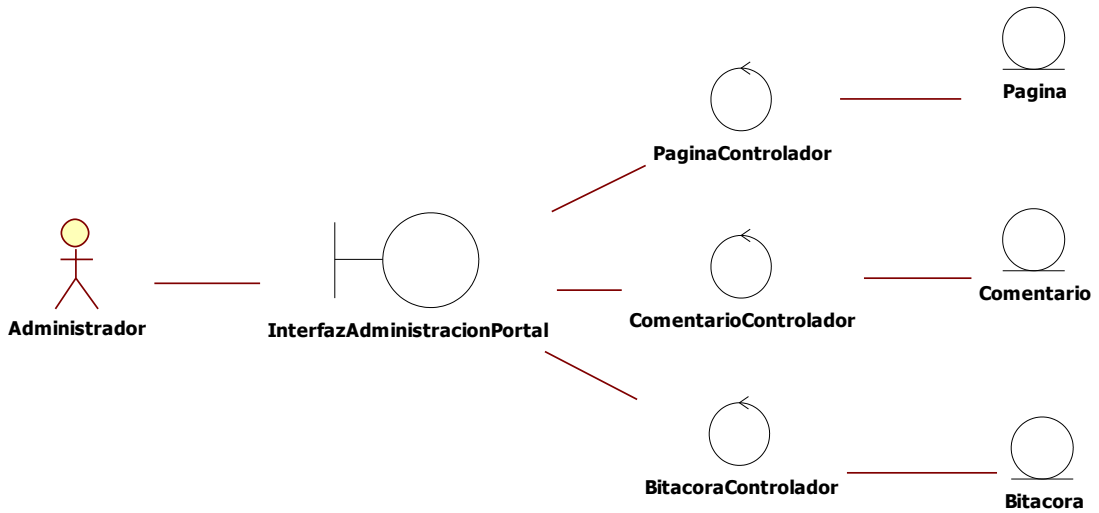 Pagina
PaginaControlador
Comentario
ComentarioControlador
Administrador
InterfazAdministracionPortal
BitacoraControlador
Bitacora